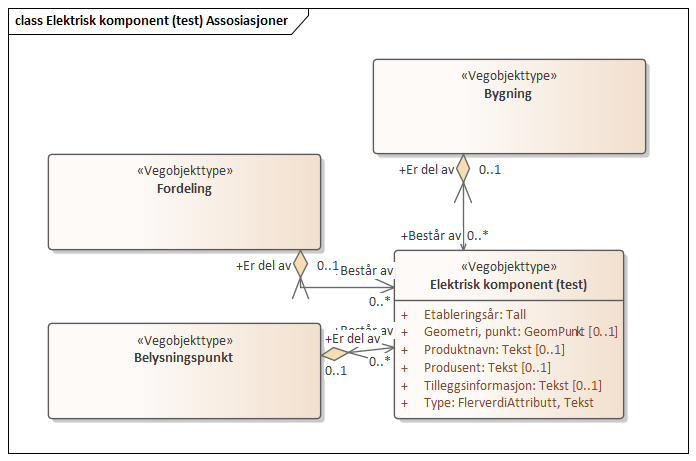 class Elektrisk komponent (test) Assosiasjoner
«Vegobjekttype»
Bygning
+Er del av 0..1
«Vegobjekttype»
Fordeling
+Består av 0..*
+Er del av 0..1
+Består av
0..*
«Vegobjekttype»
Elektrisk komponent (test)
+ Etableringsår: Tall
+ Geometri, punkt: GeomPunkt [0..1]
+ Produktnavn: Tekst [0..1]
+ Produsent: Tekst [0..1]
+ Tilleggsinformasjon: Tekst [0..1]
+ Type: FlerverdiAttributt, Tekst
«Vegobjekttype»
Belysningspunkt
+Består av
+Er del av
0..*
0..1